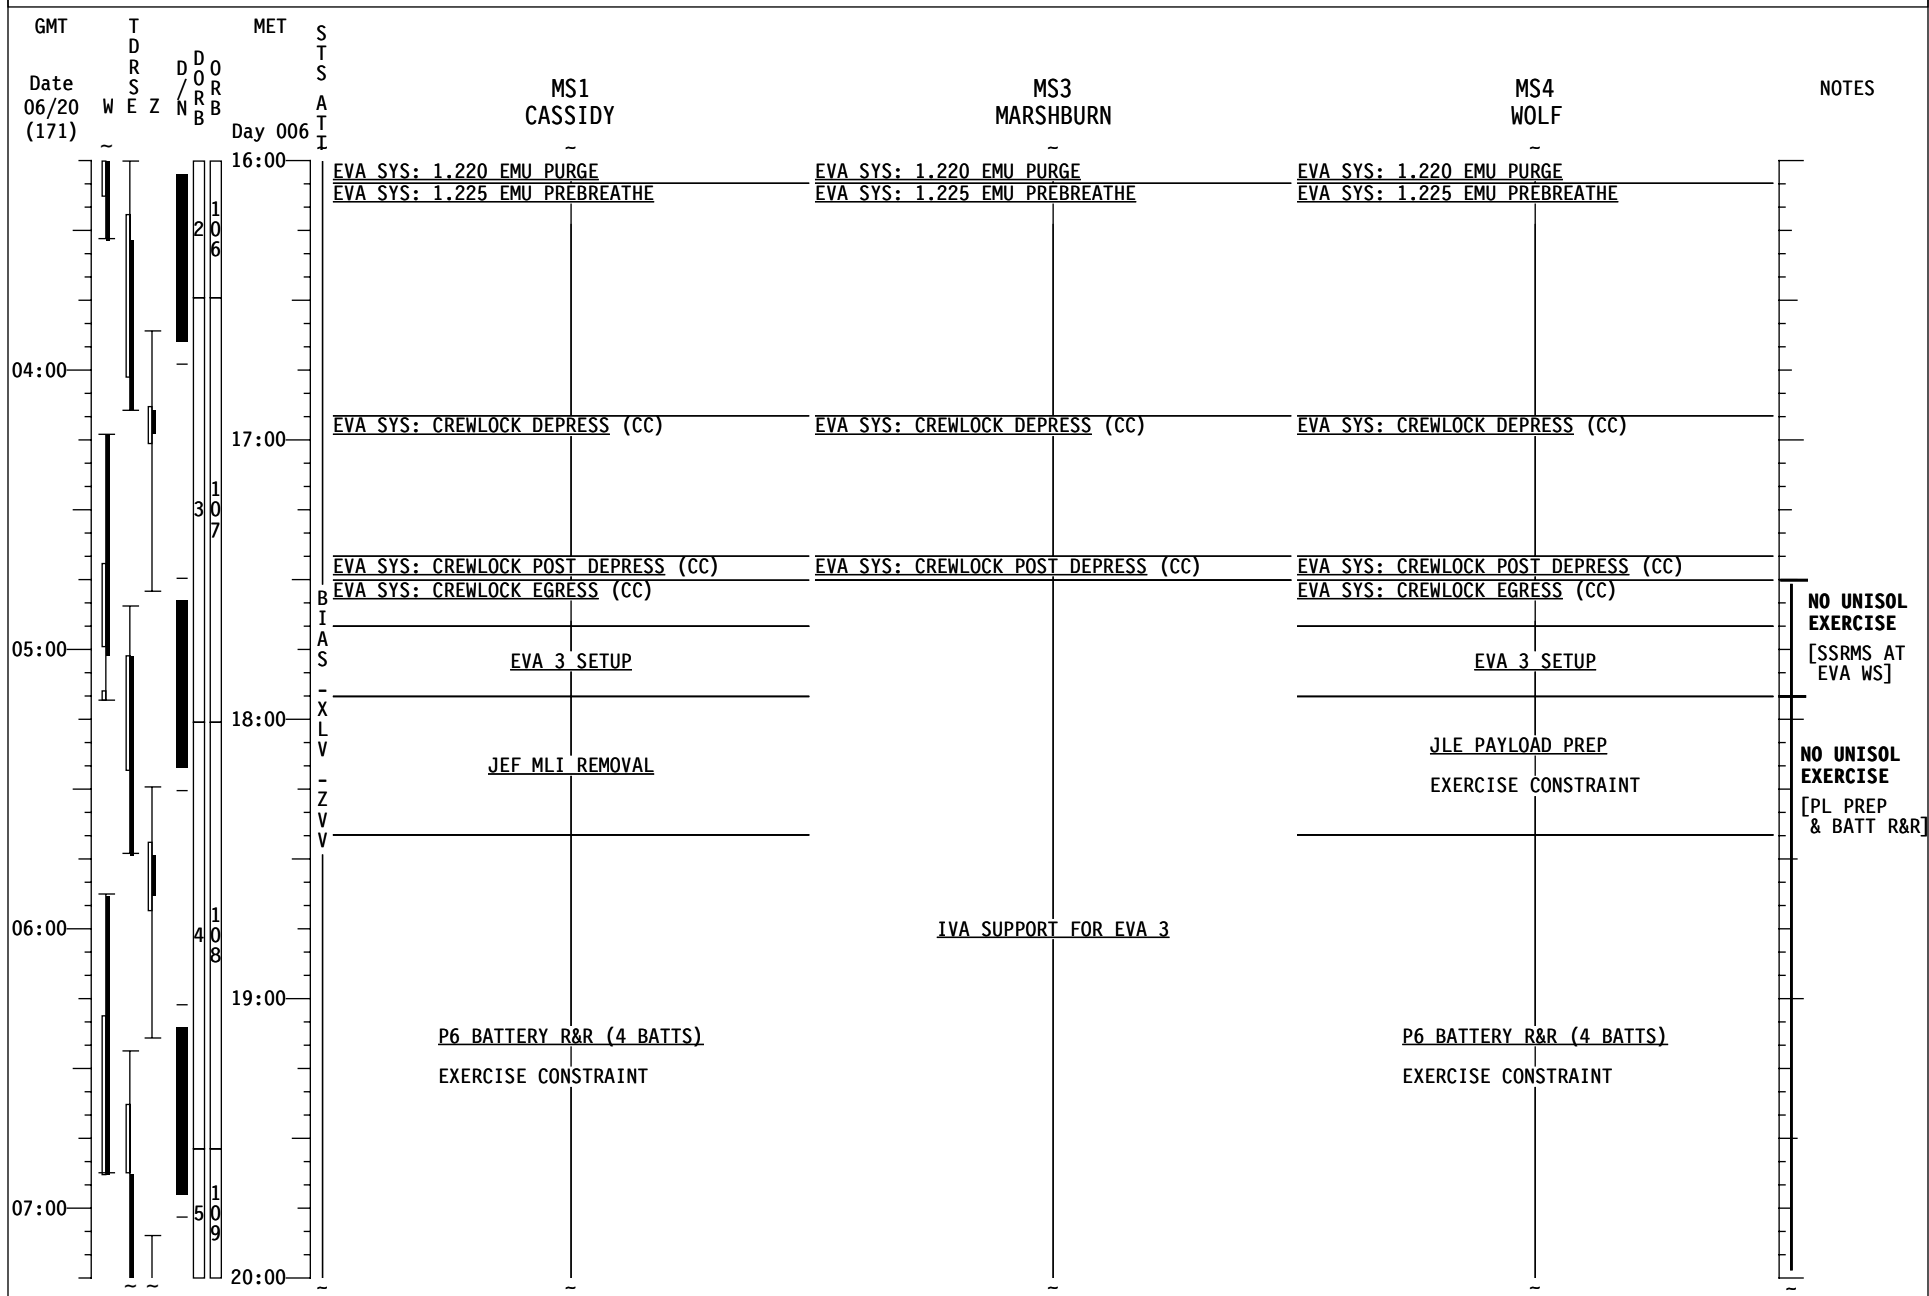 GMT
TDRS
MET
STS ATT
Date
06/20
(171)
W E Z
D/N
DORB
ORB
Day 006
MS1
CASSIDY
MS3
MARSHBURN
MS4
WOLF
NOTES
16:00
EVA SYS: 1.220 EMU PURGE
EVA SYS: 1.220 EMU PURGE
EVA SYS: 1.220 EMU PURGE
EVA SYS: 1.225 EMU PREBREATHE
EVA SYS: 1.225 EMU PREBREATHE
EVA SYS: 1.225 EMU PREBREATHE
2
106
04:00
17:00
EVA SYS: CREWLOCK DEPRESS (CC)
EVA SYS: CREWLOCK DEPRESS (CC)
EVA SYS: CREWLOCK DEPRESS (CC)
3
107
EVA SYS: CREWLOCK POST DEPRESS (CC)
EVA SYS: CREWLOCK POST DEPRESS (CC)
EVA SYS: CREWLOCK POST DEPRESS (CC)
EVA SYS: CREWLOCK EGRESS (CC)
EVA SYS: CREWLOCK EGRESS (CC)
BIAS -XLV -ZVV
NO UNISOL
EXERCISE
[SSRMS AT
EVA WS]
05:00
EVA 3 SETUP
EVA 3 SETUP
18:00
JEF MLI REMOVAL
JLE PAYLOAD PREP
EXERCISE CONSTRAINT
NO UNISOL
EXERCISE
[PL PREP
& BATT R&R]
06:00
4
108
IVA SUPPORT FOR EVA 3
19:00
P6 BATTERY R&R (4 BATTS)
P6 BATTERY R&R (4 BATTS)
EXERCISE CONSTRAINT
EXERCISE CONSTRAINT
07:00
5
109
20:00